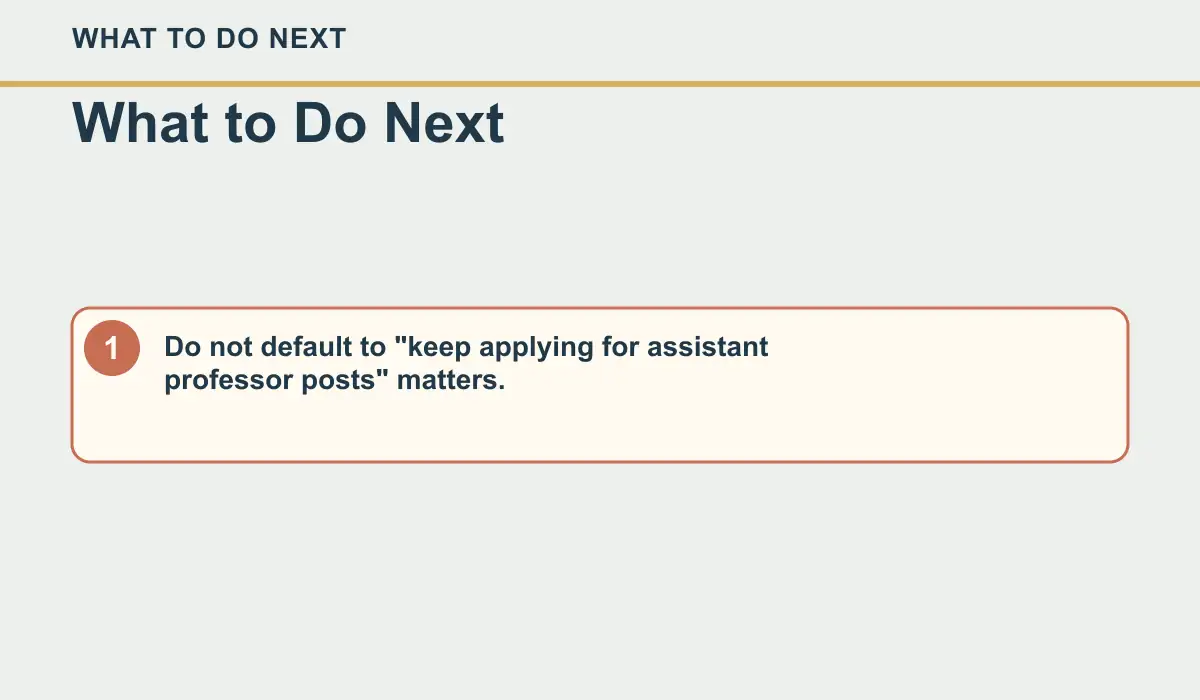 WHAT TO DO NEXT
What to Do Next
1
Do not default to "keep applying for assistant
professor posts" matters.